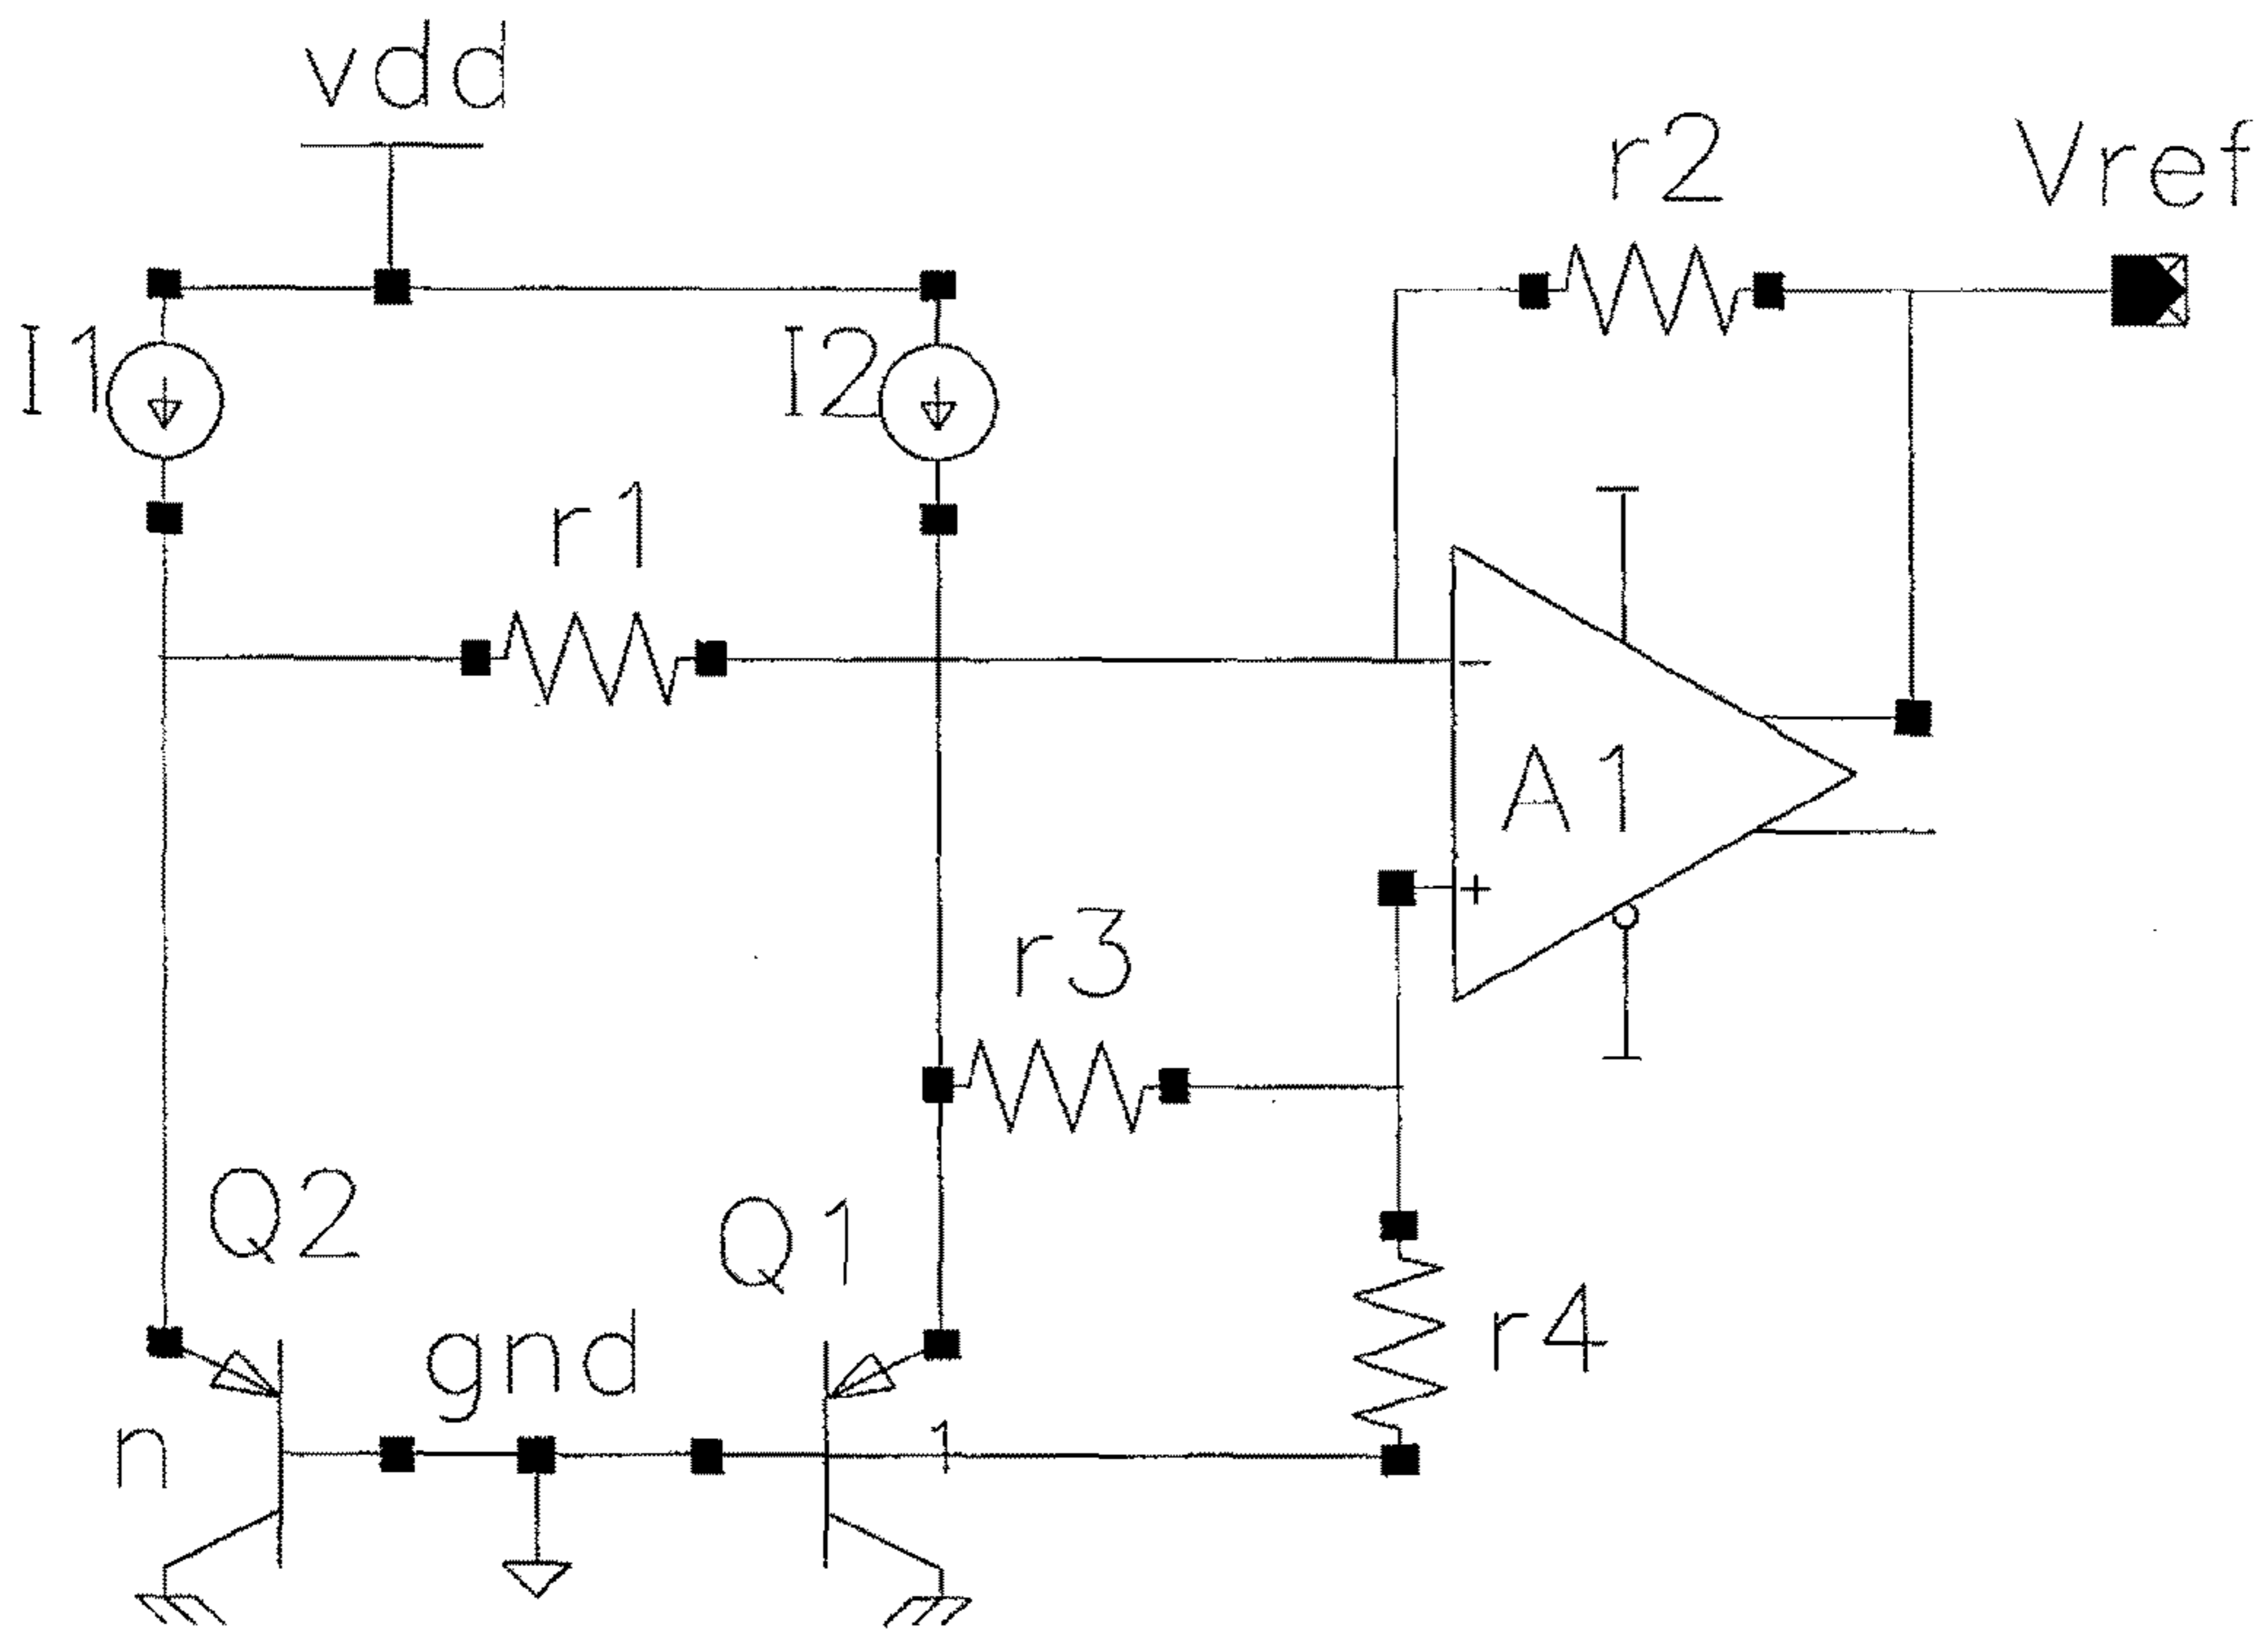 vdd
r2
Vref
I1
I2
r1
−
A1
+
r3
Q2
Q1
gnd
r4
n
1